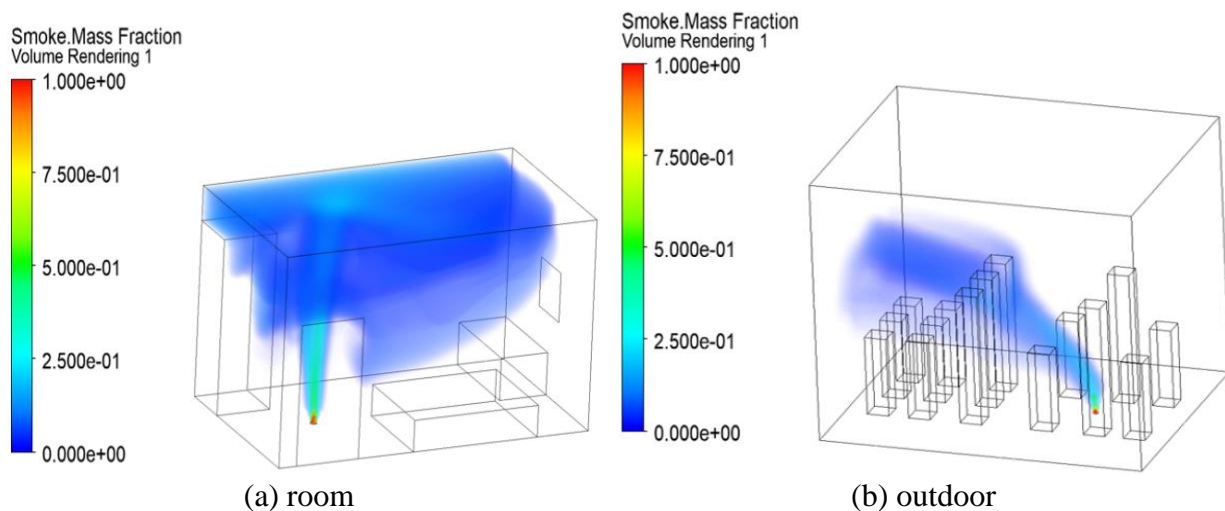 Smoke.Mass Fraction
Volume Rendering 1
1.000e+00
7.500e-01
5.000e-01
2.500e-01
0.000e+00
(a) room
Smoke.Mass Fraction
Volume Rendering 1
1.000e+00
7.500e-01
5.000e-01
2.500e-01
0.000e+00
(b) outdoor